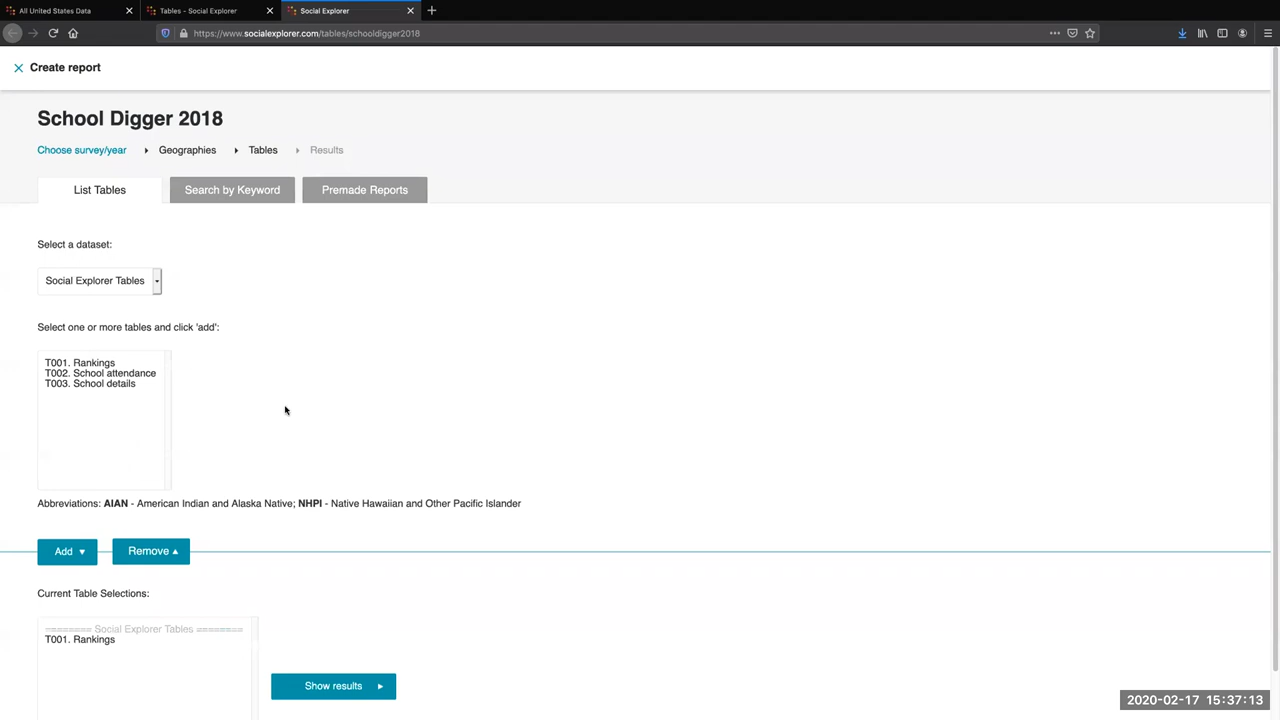 All United States Data
Tables - Social Explorer
Social Explorer
https://www.socialexplorer.com/tables/schooldigger2018
Create report
School Digger 2018
Choose survey/year
Geographies
Tables
Results
List Tables
Search by Keyword
Premade Reports
Select a dataset:
Social Explorer Tables
Select one or more tables and click 'add':
T001. Rankings
T002. School attendance
T003. School details
Abbreviations: AIAN - American Indian and Alaska Native; NHPI - Native Hawaiian and Other Pacific Islander
Add
Remove
Current Table Selections:
======= Social Explorer Tables ========
T001. Rankings
Show results
2020-02-17 15:37:13